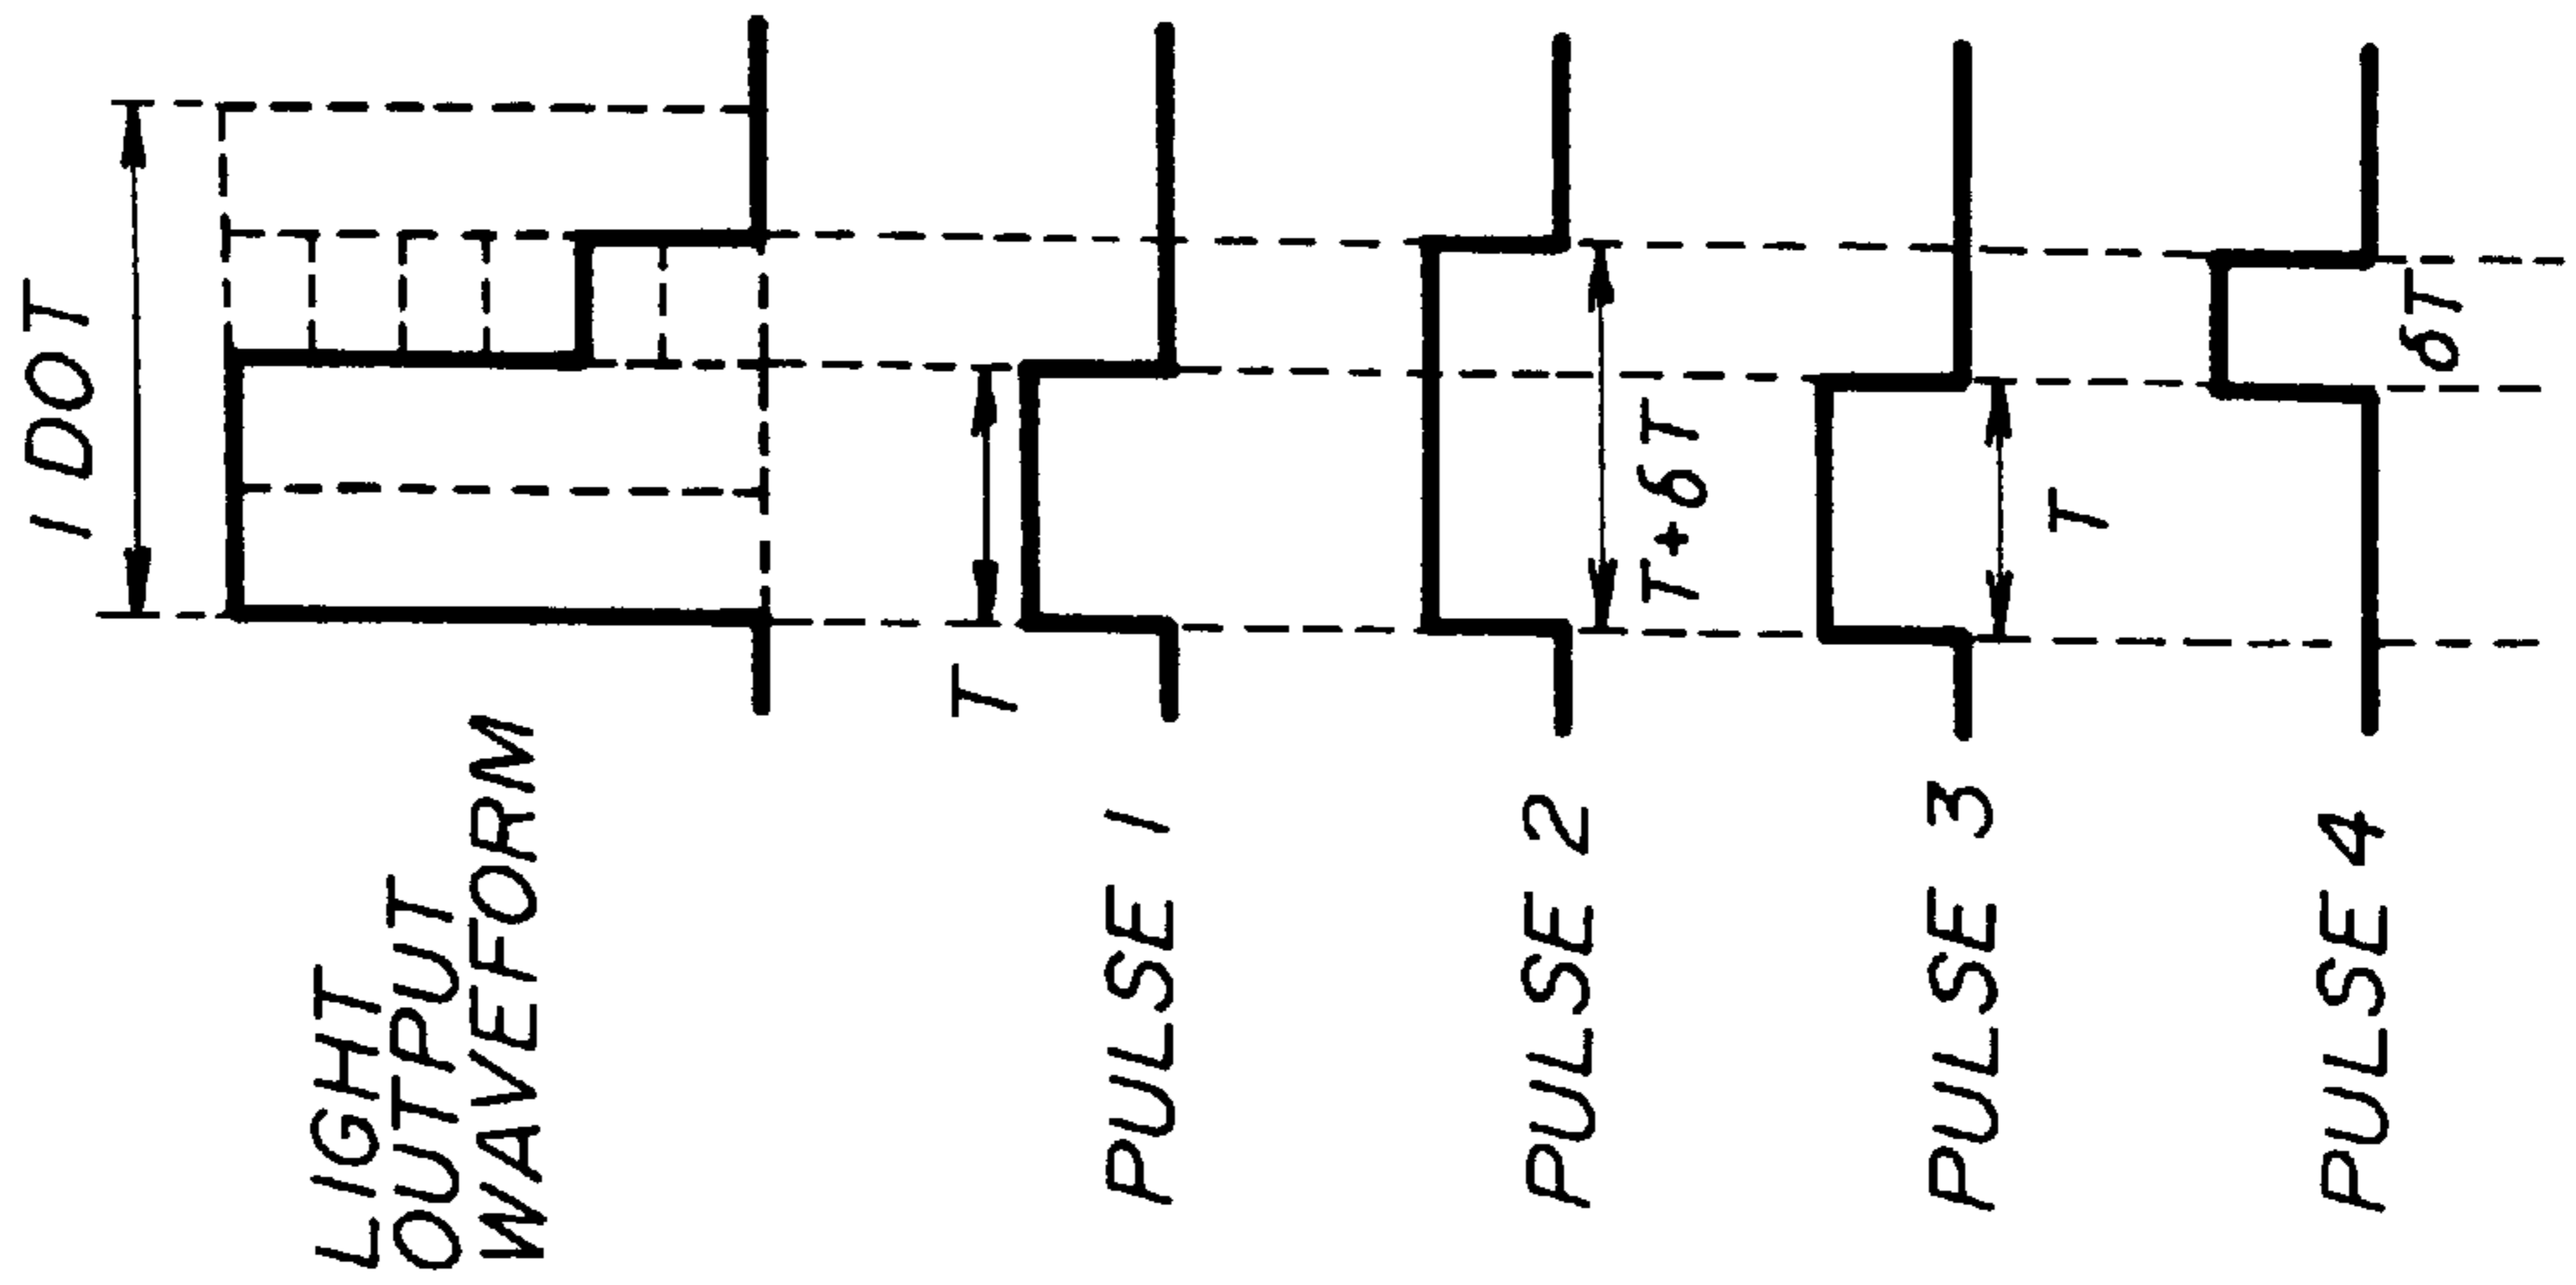 1 DOT
LIGHT
OUTPUT
WAVEFORM
T
PULSE 1
PULSE 2
T+δT
PULSE 3
T
PULSE 4
δT